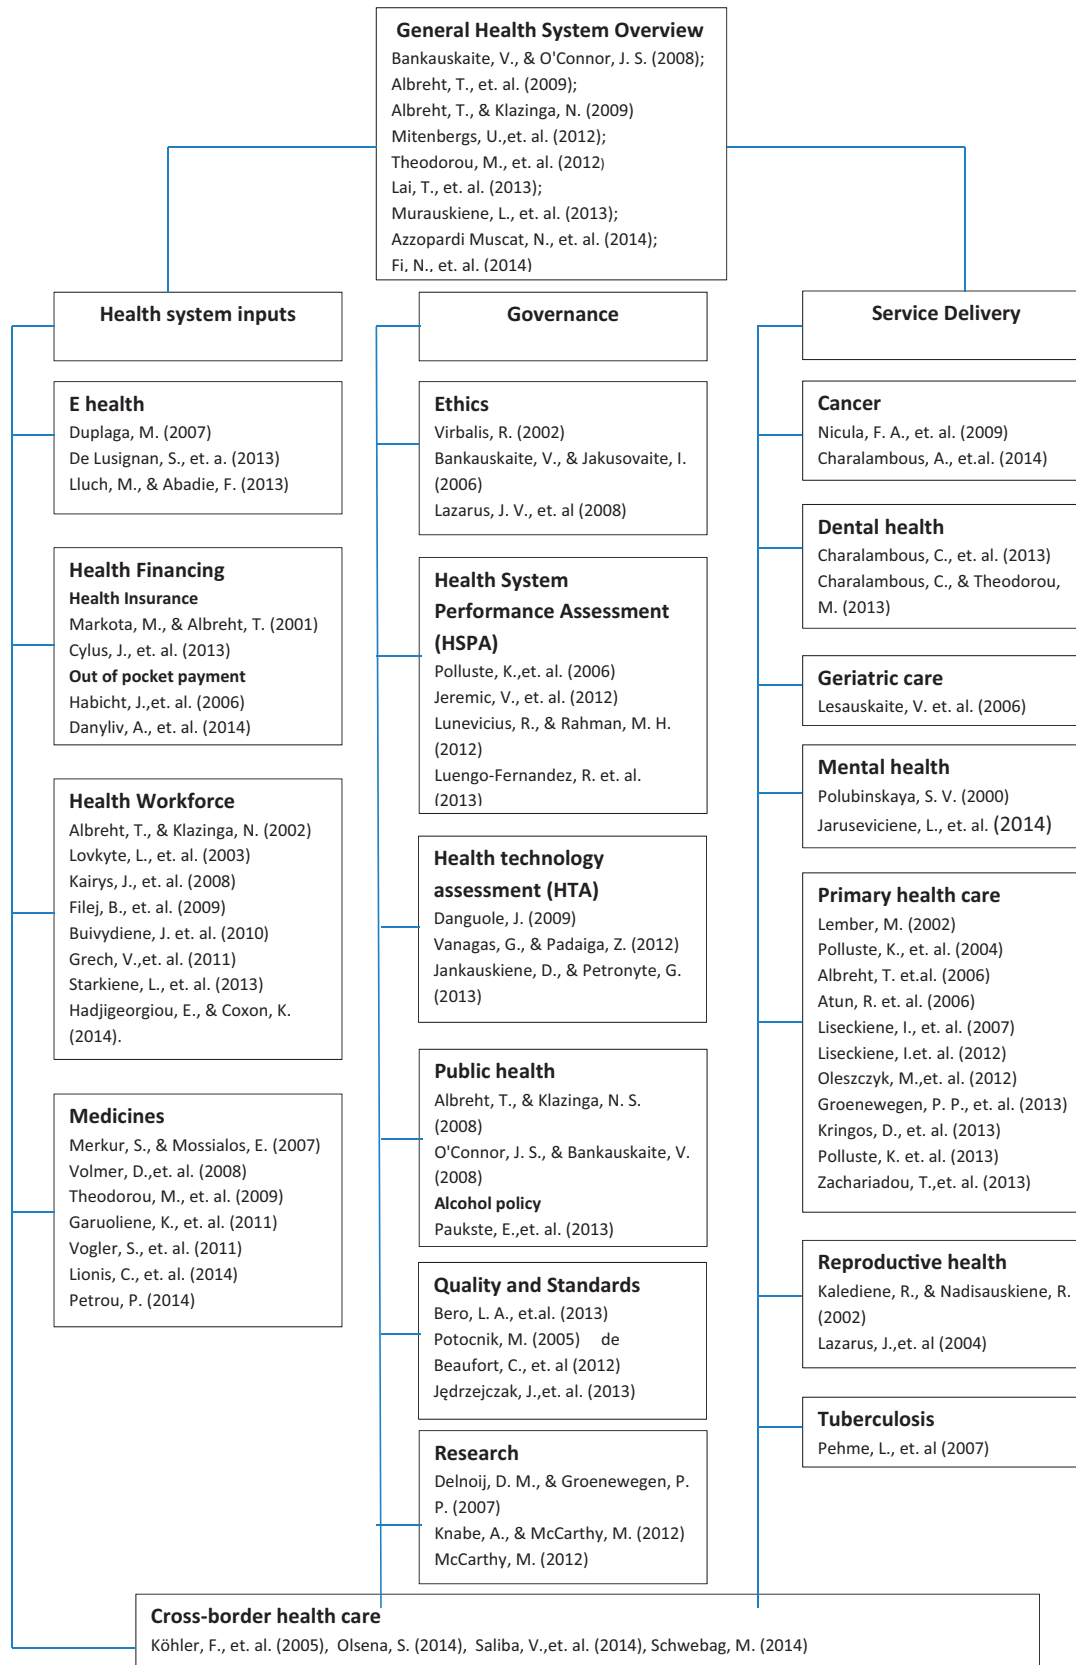 General Health System Overview
Bankauskaite, V., & O'Connor, J. S. (2008);
Albreht, T., et. al. (2009);
Albreht, T., & Klazinga, N. (2009)
Mitenbergs, U.,et. al. (2012);
Theodorou, M., et. al. (2012)
Lai, T., et. al. (2013);
Murauskiene, L., et. al. (2013);
Azzopardi Muscat, N., et. al. (2014);
Fi, N., et. al. (2014)
Health system inputs
E health
Duplaga, M. (2007)
De Lusignan, S., et. a. (2013)
Lluch, M., & Abadie, F. (2013)
Health Financing
Health Insurance
Markota, M., & Albreht, T. (2001)
Cylus, J., et. al. (2013)
Out of pocket payment
Habicht, J.,et. al. (2006)
Danyliv, A., et. al. (2014)
Health Workforce
Albreht, T., & Klazinga, N. (2002)
Lovkyte, L., et. al. (2003)
Kairys, J., et. al. (2008)
Filej, B., et. al. (2009)
Buivydiene, J. et. al. (2010)
Grech, V.,et. al. (2011)
Starkiene, L., et. al. (2013)
Hadjigeorgiou, E., & Coxon, K.
(2014).
Medicines
Merkur, S., & Mossialos, E. (2007)
Volmer, D.,et. al. (2008)
Theodorou, M., et. al. (2009)
Garuoliene, K., et. al. (2011)
Vogler, S., et. al. (2011)
Lionis, C., et. al. (2014)
Petrou, P. (2014)
Governance
Ethics
Virbalis, R. (2002)
Bankauskaite, V., & Jakusovaite, I.
(2006)
Lazarus, J. V., et. al (2008)
Health System
Performance Assessment
(HSPA)
Polluste, K.,et. al. (2006)
Jeremic, V., et. al. (2012)
Lunevicius, R., & Rahman, M. H.
(2012)
Luengo-Fernandez, R. et. al.
(2013)
Health technology
assessment (HTA)
Danguole, J. (2009)
Vanagas, G., & Padaiga, Z. (2012)
Jankauskiene, D., & Petronyte, G.
(2013)
Public health
Albreht, T., & Klazinga, N. S.
(2008)
O'Connor, J. S., & Bankauskaite, V.
(2008)
Alcohol policy
Paukste, E.,et. al. (2013)
Quality and Standards
Bero, L. A., et.al. (2013)
Potocnik, M. (2005) de
Beaufort, C., et. al (2012)
Jędrzejczak, J.,et. al. (2013)
Research
Delnoij, D. M., & Groenewegen, P.
P. (2007)
Knabe, A., & McCarthy, M. (2012)
McCarthy, M. (2012)
Service Delivery
Cancer
Nicula, F. A., et. al. (2009)
Charalambous, A., et.al. (2014)
Dental health
Charalambous, C., et. al. (2013)
Charalambous, C., & Theodorou,
M. (2013)
Geriatric care
Lesauskaite, V. et. al. (2006)
Mental health
Polubinskaya, S. V. (2000)
Jaruseviciene, L., et. al. (2014)
Primary health care
Lember, M. (2002)
Polluste, K., et. al. (2004)
Albreht, T. et.al. (2006)
Atun, R. et. al. (2006)
Liseckiene, I., et. al. (2007)
Liseckiene, I.et. al. (2012)
Oleszczyk, M.,et. al. (2012)
Groenewegen, P. P., et. al. (2013)
Kringos, D., et. al. (2013)
Polluste, K. et. al. (2013)
Zachariadou, T.,et. al. (2013)
Reproductive health
Kalediene, R., & Nadisauskiene, R.
(2002)
Lazarus, J.,et. al (2004)
Tuberculosis
Pehme, L., et. al (2007)
Cross-border health care
Köhler, F., et. al. (2005), Olsena, S. (2014), Saliba, V.,et. al. (2014), Schwebag, M. (2014)